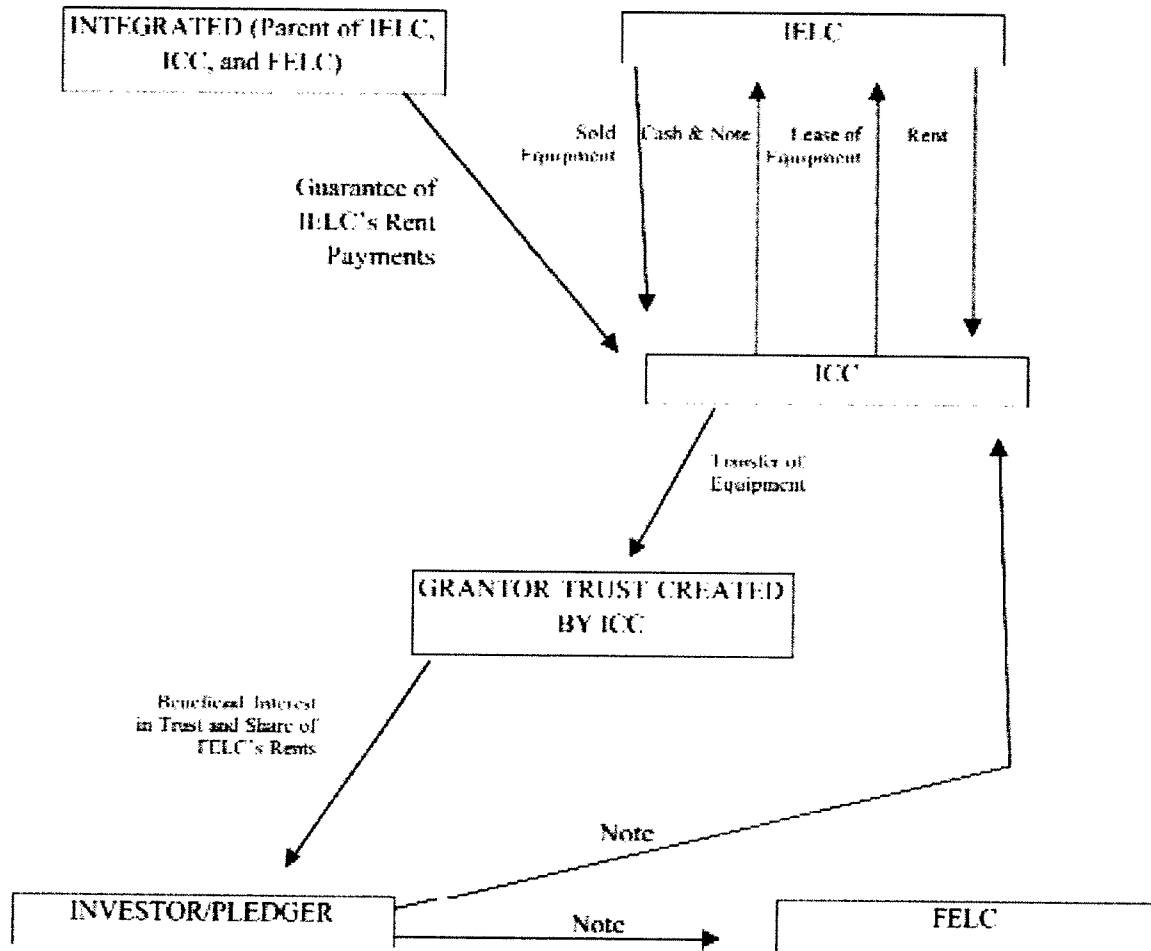 INTEGRATED (Parent of IELC,
ICC, and FELC)
IELC
Sold
Equipment
Cash & Note
Lease of
Equipment
Rent
Guarantee of
IELC's Rent
Payments
ICC
Transfer of
Equipment
GRANTOR TRUST CREATED
BY ICC
Beneficial Interest
in Trust and Share of
FELC's Rents
Note
INVESTOR/PLEDGER
Note
FELC